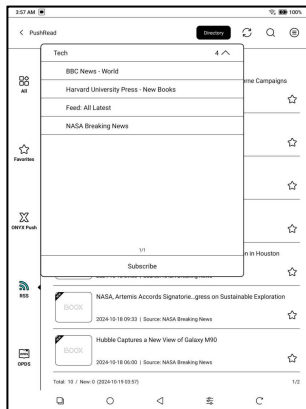 3:57 AM
100%
PushRead
Directory
Tech
4
BBC News - World
Harvard University Press - New Books
Feed: All Latest
NASA Breaking News
1/1
Subscribe
All
Favorites
ONYX Push
RSS
OPDS
rne Campaigns
n in Houston
NASA, Artemis Accords Signatorie...gress on Sustainable Exploration
BOOX
2024-10-18 09:33 | Source: NASA Breaking News
Hubble Captures a New View of Galaxy M90
BOOX
2024-10-18 06:00 | Source: NASA Breaking News
Total: 10 / New: 0 (2024-10-19 03:57)
1/2